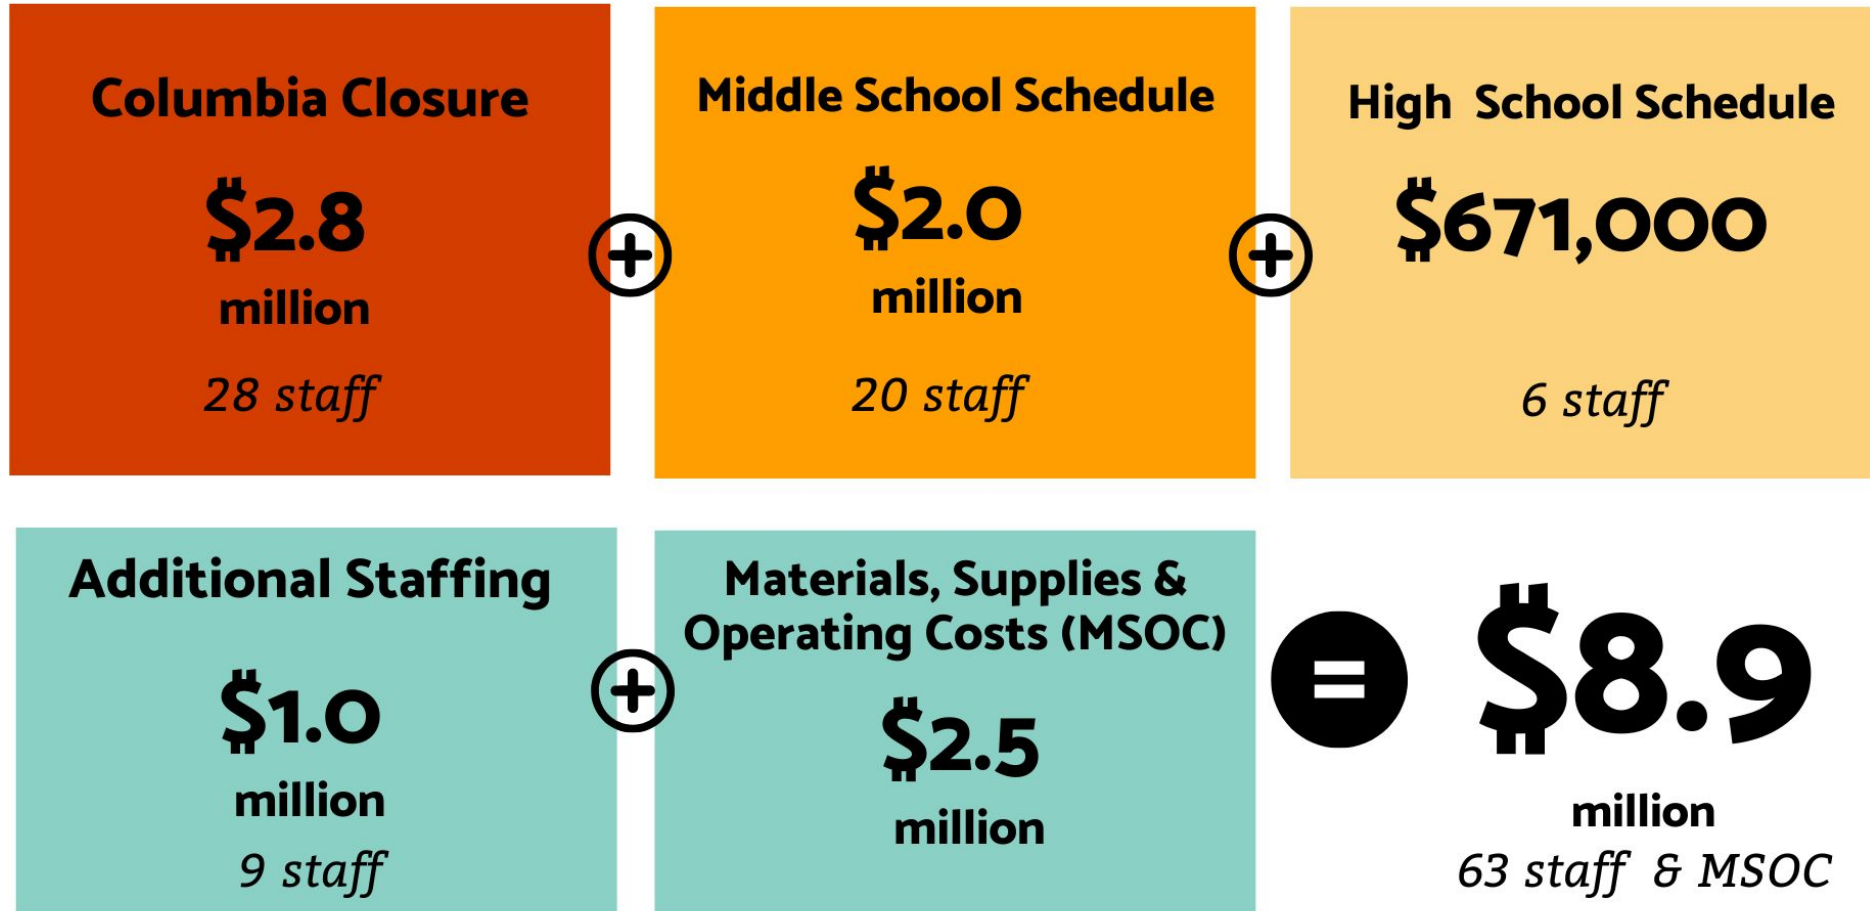 Columbia Closure
$2.8
million
28 staff
+
Middle School Schedule
$2.0
million
20 staff
+
High School Schedule
$671,000
6 staff
Additional Staffing
$1.0
million
9 staff
+
Materials, Supplies &
Operating Costs (MSOC)
$2.5
million
=
$8.9
million
63 staff & MSOC